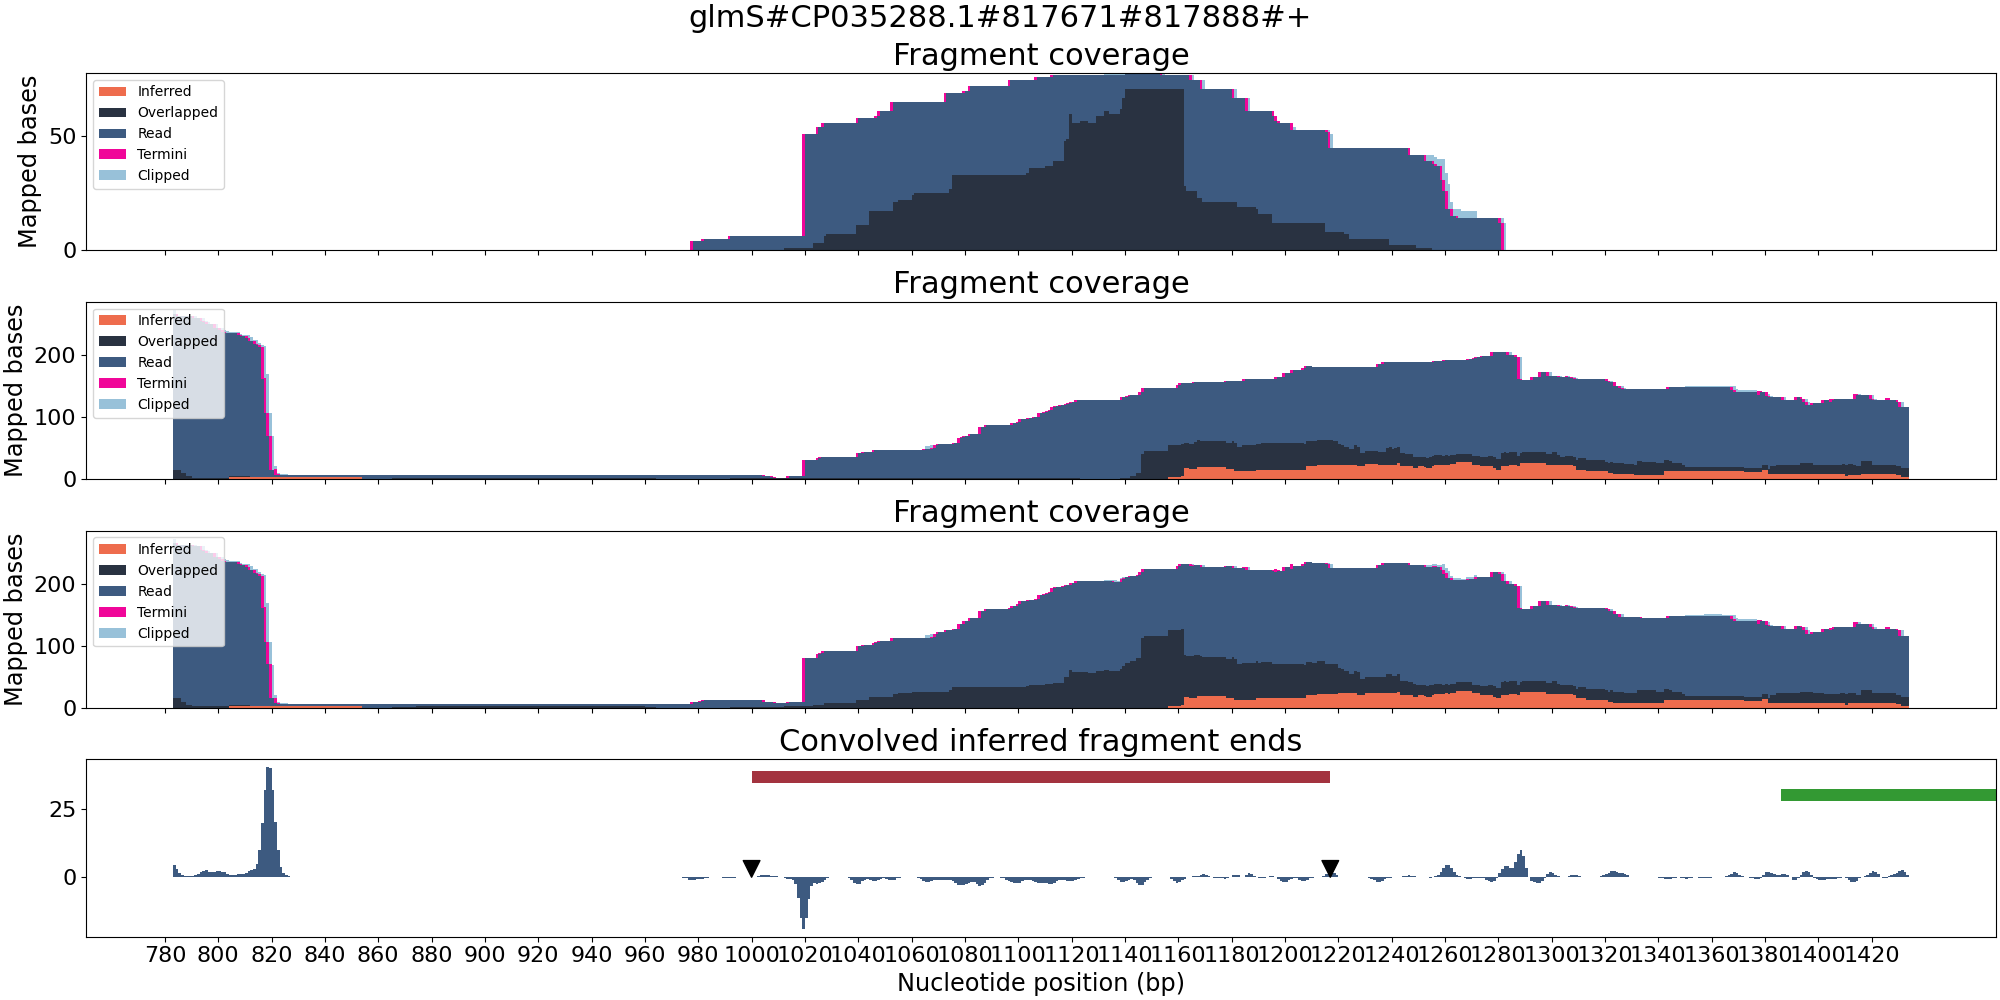 glmS#CP035288.1#817671#817888#+
Fragment coverage
Mapped bases
50
0
Inferred
Overlapped
Read
Termini
Clipped
Fragment coverage
Mapped bases
200
100
0
Inferred
Overlapped
Read
Termini
Clipped
Fragment coverage
Mapped bases
200
100
0
Inferred
Overlapped
Read
Termini
Clipped
Convolved inferred fragment ends
25
0
780 800 820 840 860 880 900 920 940 960 980 1000 1020 1040 1060 1080 1100 1120 1140 1160 1180 1200 1220 1240 1260 1280 1300 1320 1340 1360 1380 1400 1420
Nucleotide position (bp)